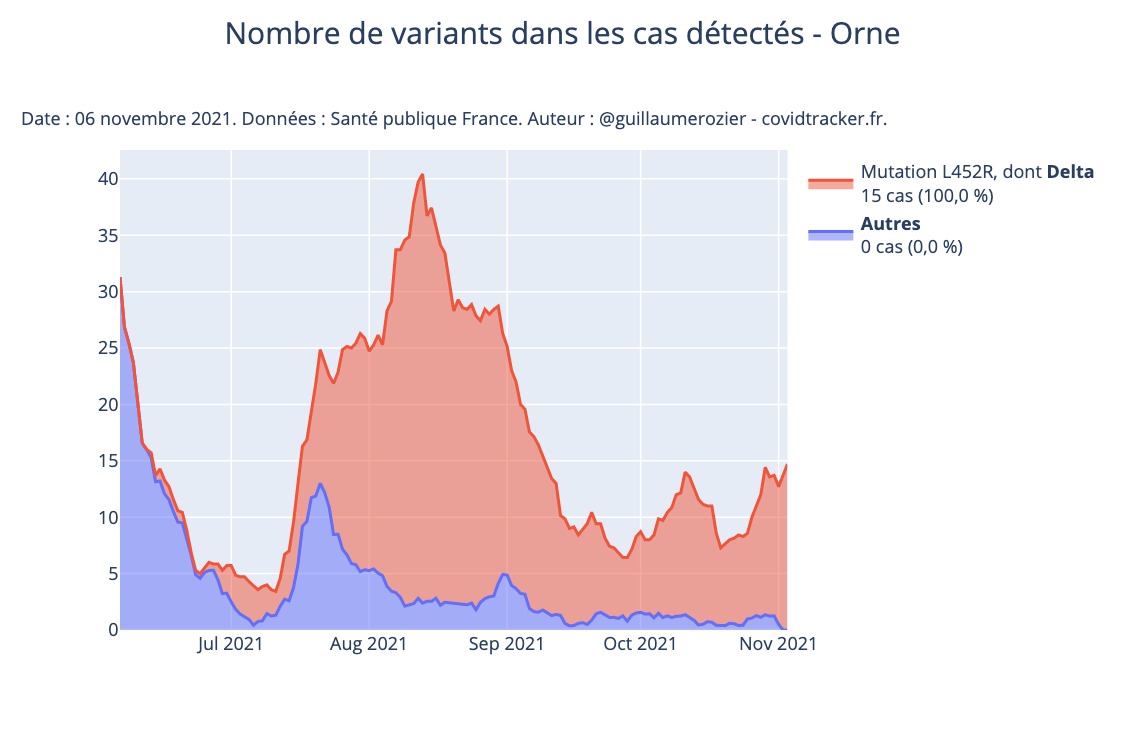 Nombre de variants dans les cas détectés - Orne
Date : 06 novembre 2021. Données : Santé publique France. Auteur : @guillaumerozier - covidtracker.fr.
Mutation L452R, dont Delta
15 cas (100,0 %)
Autres
0 cas (0,0 %)
40
35
30
25
20
15
10
5
0
Jul 2021
Aug 2021
Sep 2021
Oct 2021
Nov 2021